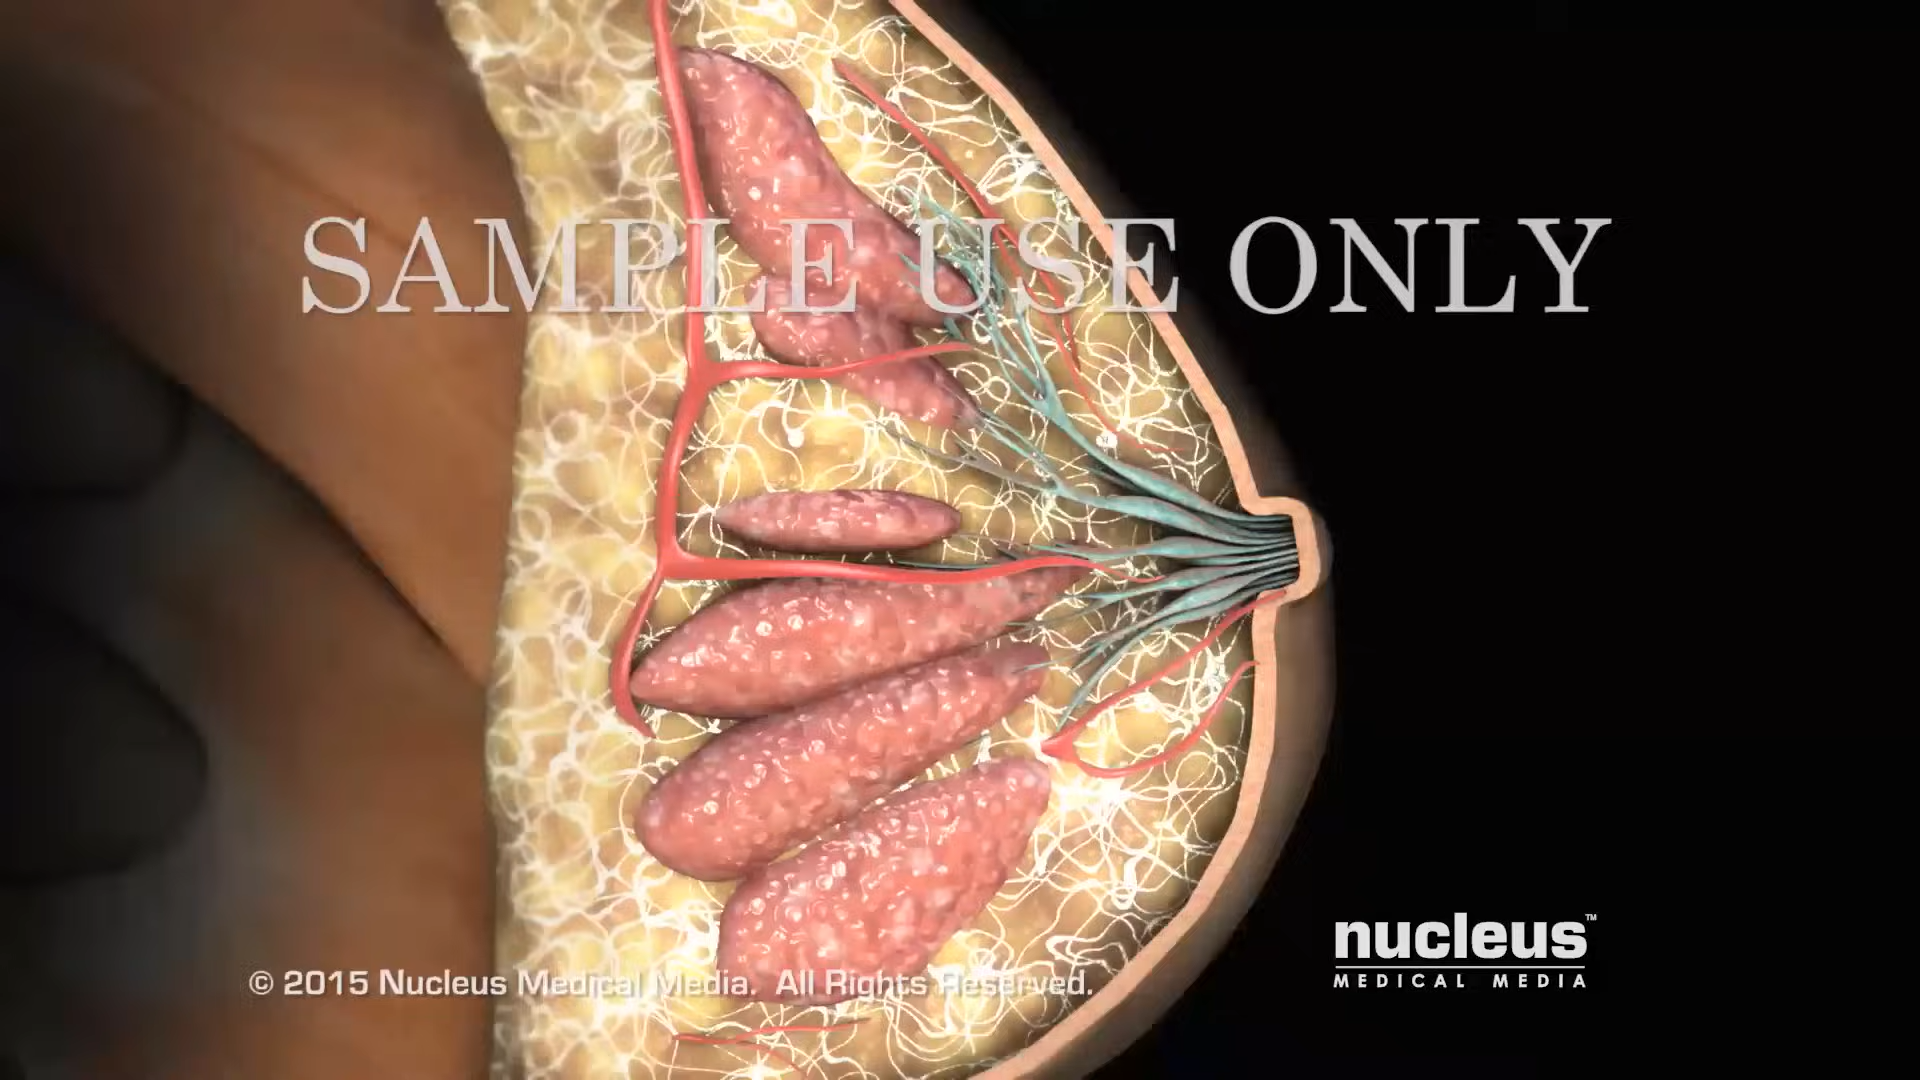 SAMPLE USE ONLY
nucleus™
MEDICAL MEDIA
© 2015 Nucleus Medical Media. All Rights Reserved.